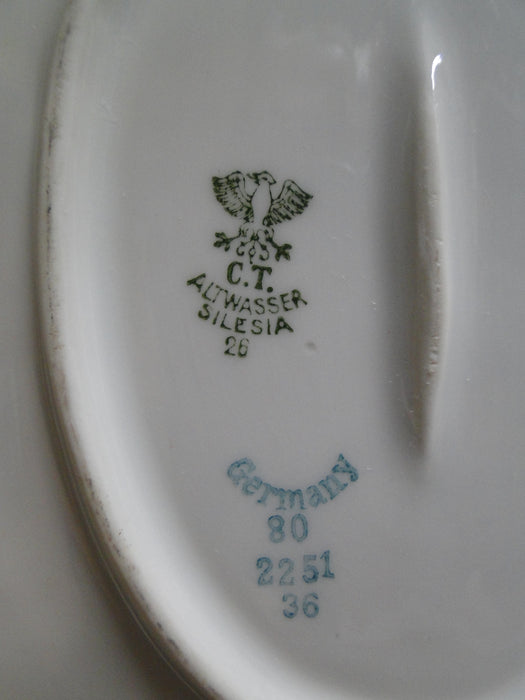 C.T.
ALTWASSER
SILESIA
26
Germany
80
2251
36